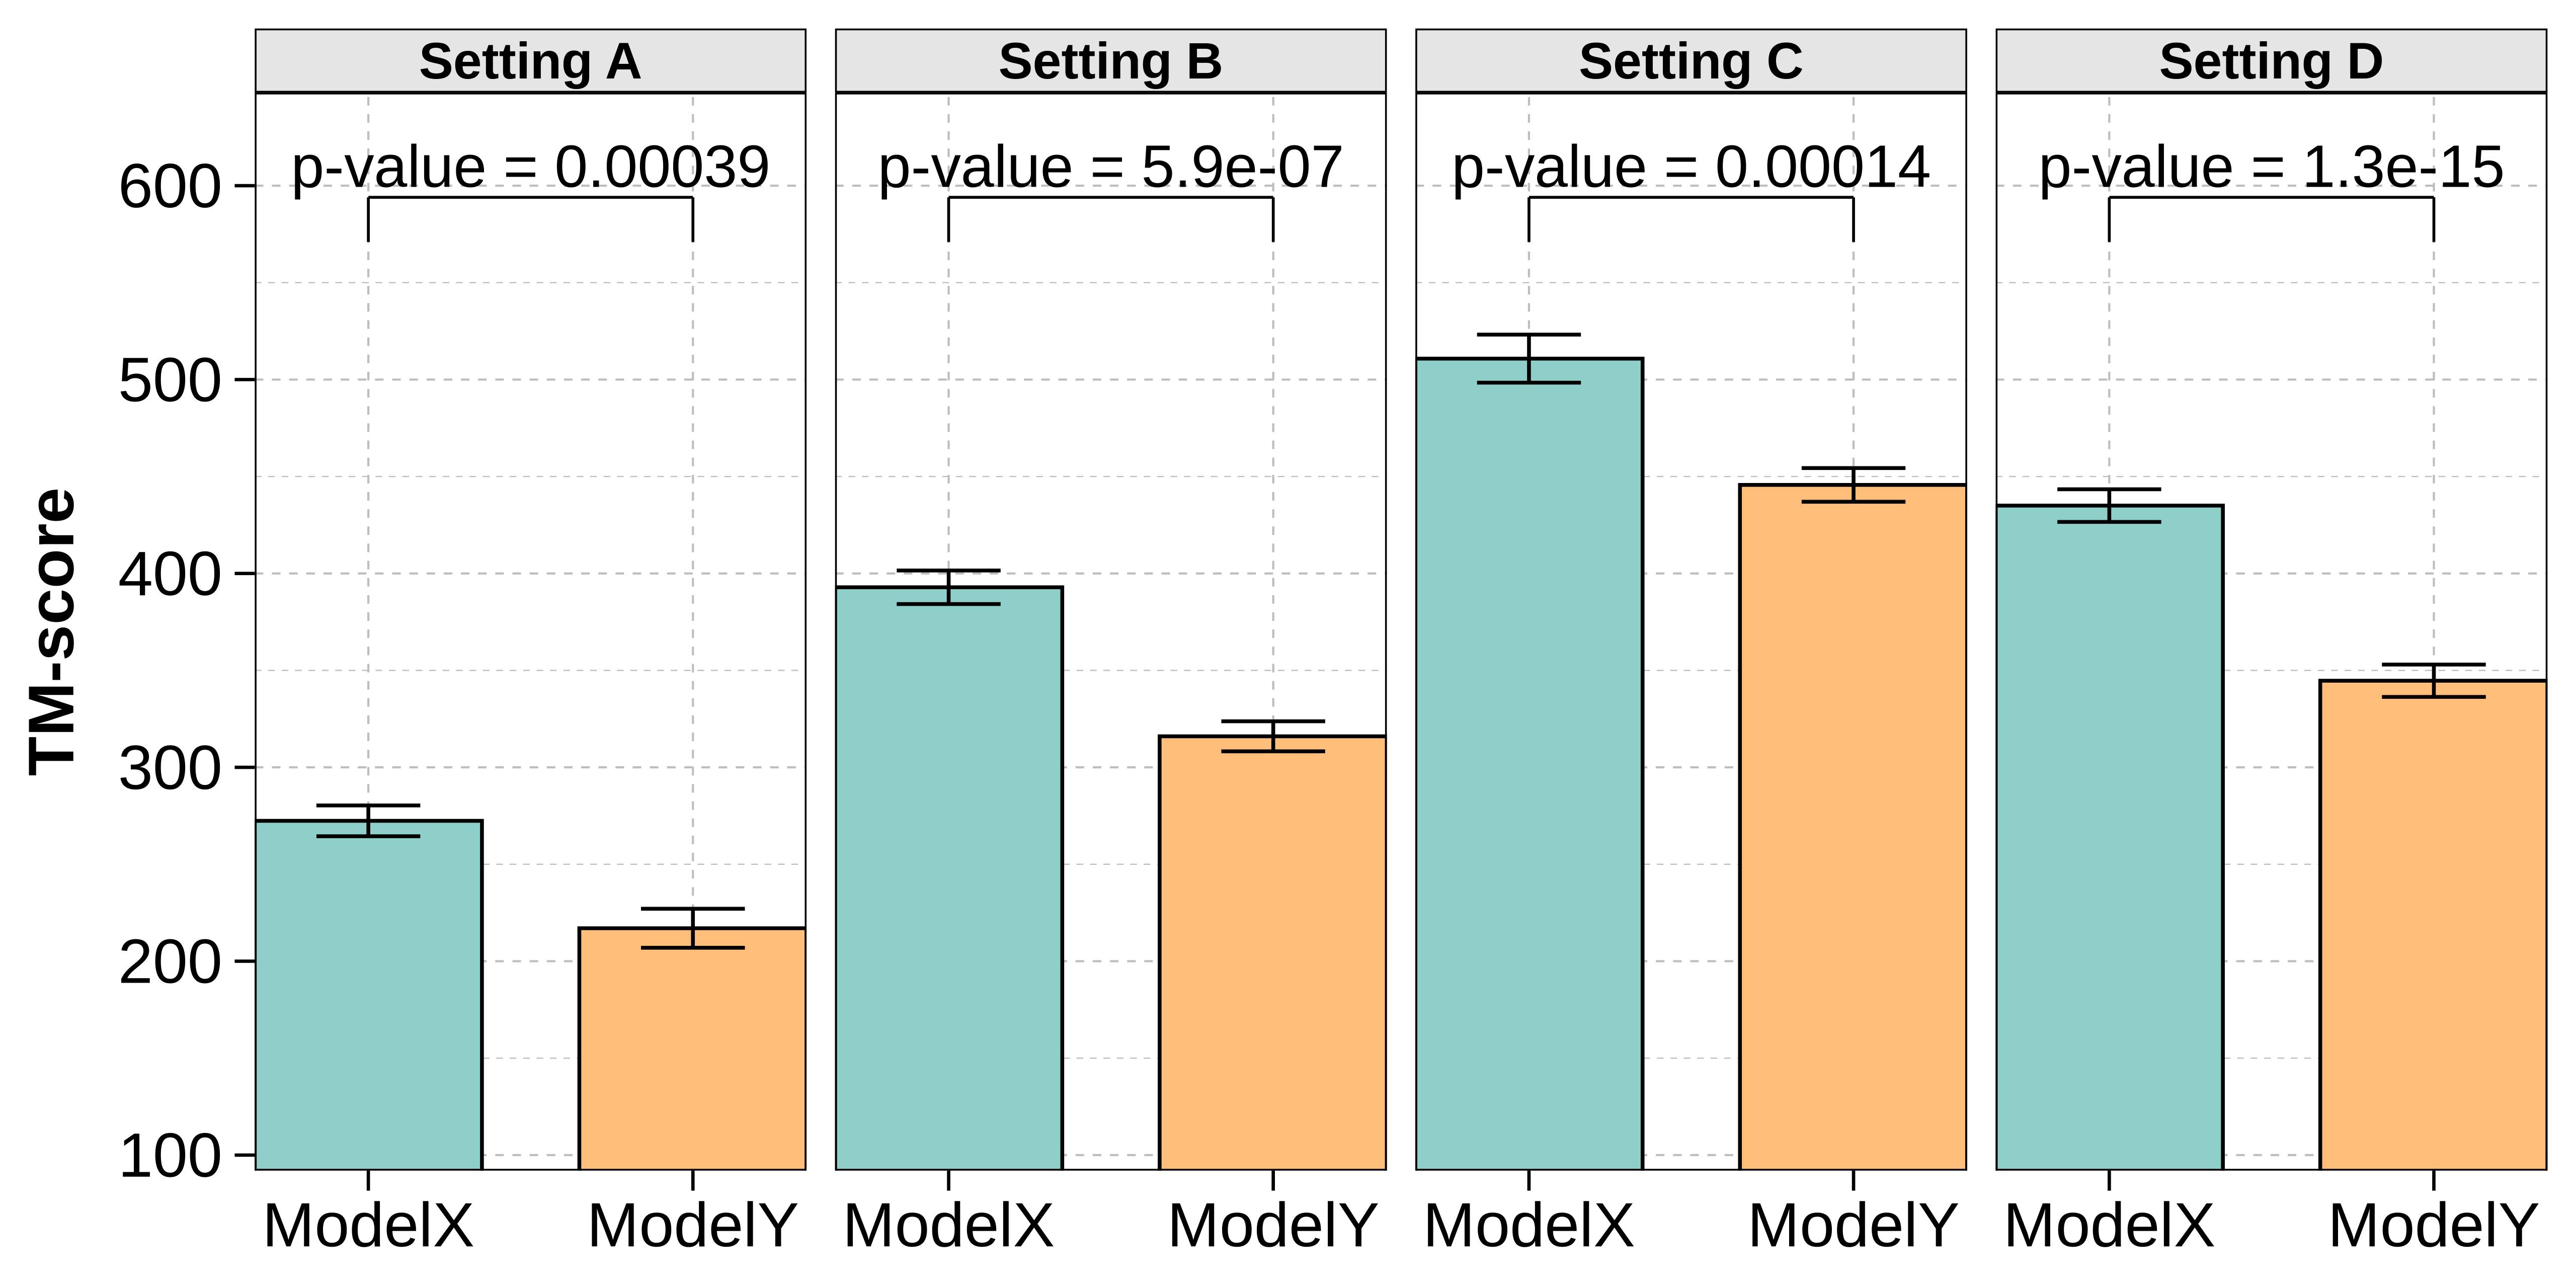 Setting A
Setting B
Setting C
Setting D
p-value = 0.00039
p-value = 5.9e-07
p-value = 0.00014
p-value = 1.3e-15
TM-score
600
500
400
300
200
100
ModelX
ModelY
ModelX
ModelY
ModelX
ModelY
ModelX
ModelY